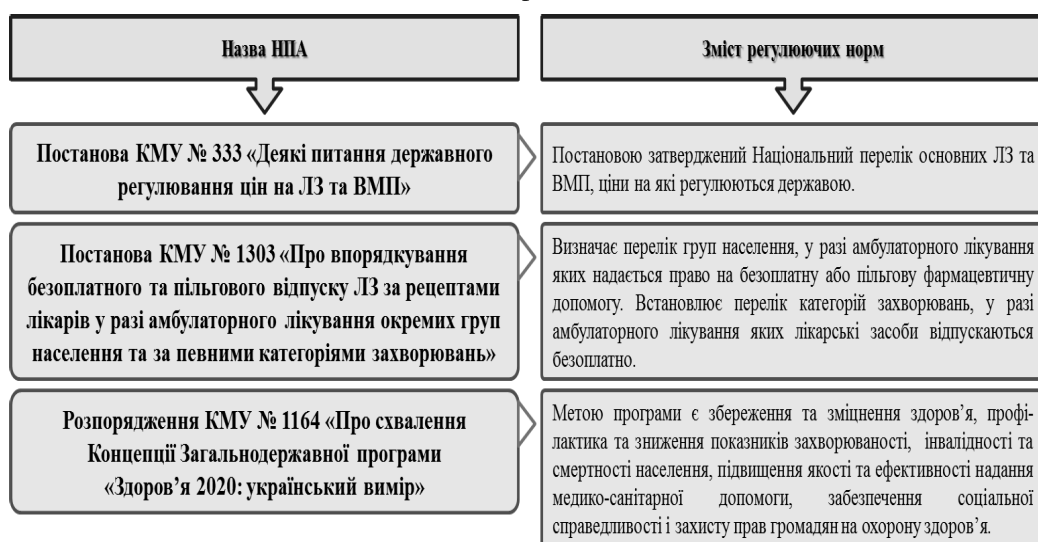 Назва НПА
Зміст регулюючих норм
Постанова КМУ № 333 «Деякі питання державного
регулювання цін на ЛЗ та ВМП»
Постановою затверджений Національний перелік основних ЛЗ та
ВМП, ціни на які регулюються державою.
Постанова КМУ № 1303 «Про впорядкування
безоплатного та пільгового відпуску ЛЗ за рецептами
лікарів у разі амбулаторного лікування окремих груп
населення та за певними категоріями захворювань»
Визначає перелік груп населення, у разі амбулаторного лікування
яких надається право на безоплатну або пільгову фармацевтичну
допомогу. Встановлює перелік категорій захворювань, у разі
амбулаторного лікування яких лікарські засоби відпускаються
безоплатно.
Розпорядження КМУ № 1164 «Про схвалення
Концепції Загальнодержавної програми
«Здоров’я 2020: український вимір»
Метою програми є збереження та зміцнення здоров’я, профі-
лактика та зниження показників захворюваності, інвалідності та
смертності населення, підвищення якості та ефективності надання
медико-санітарної допомоги, забезпечення соціальної
справедливості і захисту прав громадян на охорону здоров’я.